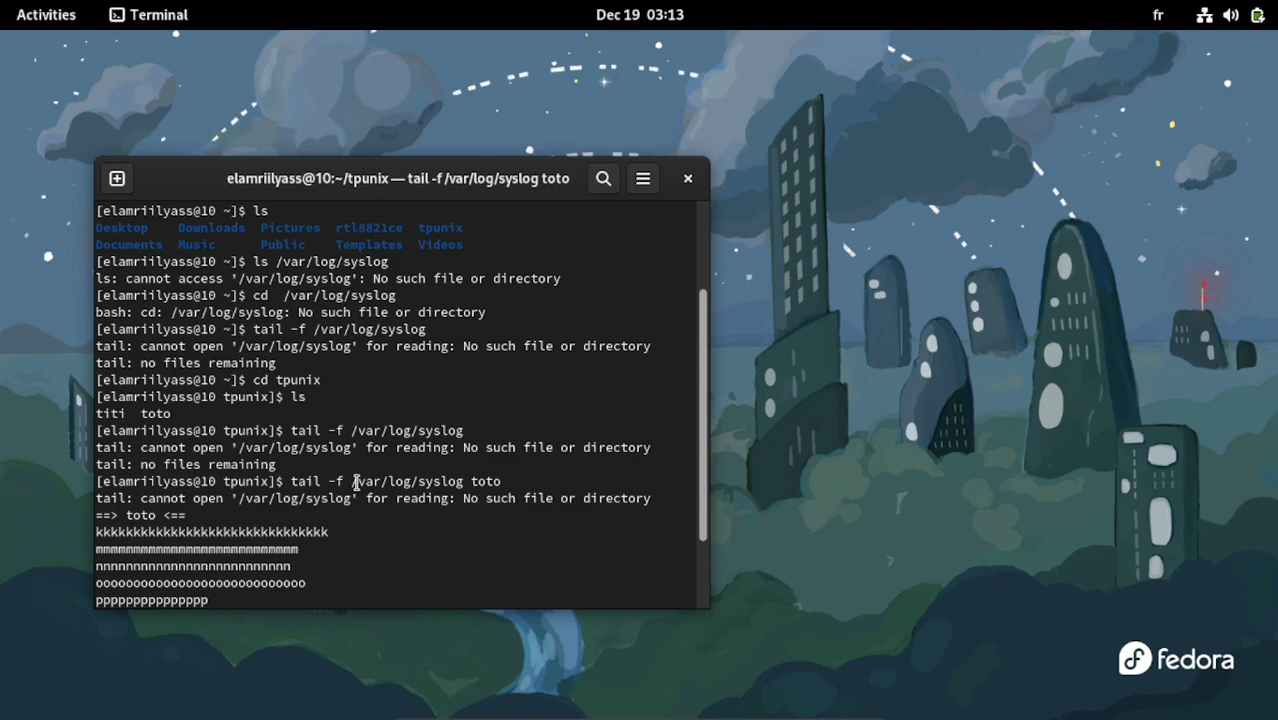 Activities Terminal Dec 19 03:13 fr
elamriilyass@10:~/tpunix — tail -f /var/log/syslog toto
[elamriilyass@10 ~]$ ls
Desktop Downloads Pictures rtl8821ce tpunix
Documents Music Public Templates Videos
[elamriilyass@10 ~]$ ls /var/log/syslog
ls: cannot access '/var/log/syslog': No such file or directory
[elamriilyass@10 ~]$ cd  /var/log/syslog
bash: cd: /var/log/syslog: No such file or directory
[elamriilyass@10 ~]$ tail -f /var/log/syslog
tail: cannot open '/var/log/syslog' for reading: No such file or directory
tail: no files remaining
[elamriilyass@10 ~]$ cd tpunix
[elamriilyass@10 tpunix]$ ls
titi  toto
[elamriilyass@10 tpunix]$ tail -f /var/log/syslog
tail: cannot open '/var/log/syslog' for reading: No such file or directory
tail: no files remaining
[elamriilyass@10 tpunix]$ tail -f /var/log/syslog toto
tail: cannot open '/var/log/syslog' for reading: No such file or directory
==> toto <==
kkkkkkkkkkkkkkkkkkkkkkkkkkkkkkk
mmmmmmmmmmmmmmmmmmmmmmmmmmm
nnnnnnnnnnnnnnnnnnnnnnnnnn
oooooooooooooooooooooooooooo
ppppppppppppppp
fedora